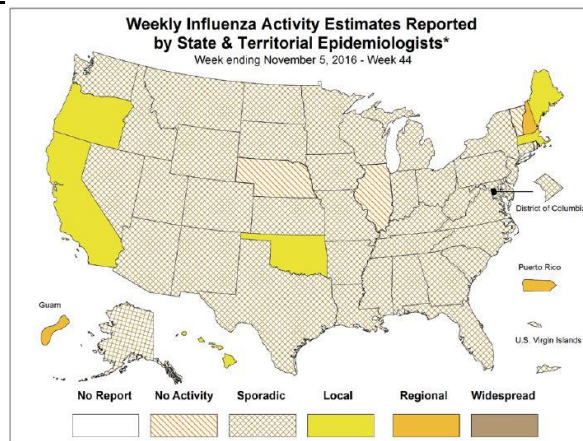 Weekly Influenza Activity Estimates Reported
by State & Territorial Epidemiologists*
Week ending November 5, 2016 - Week 44
District of Columbia
Puerto Rico
Guam
U.S. Virgin Islands
No Report No Activity Sporadic Local Regional Widespread